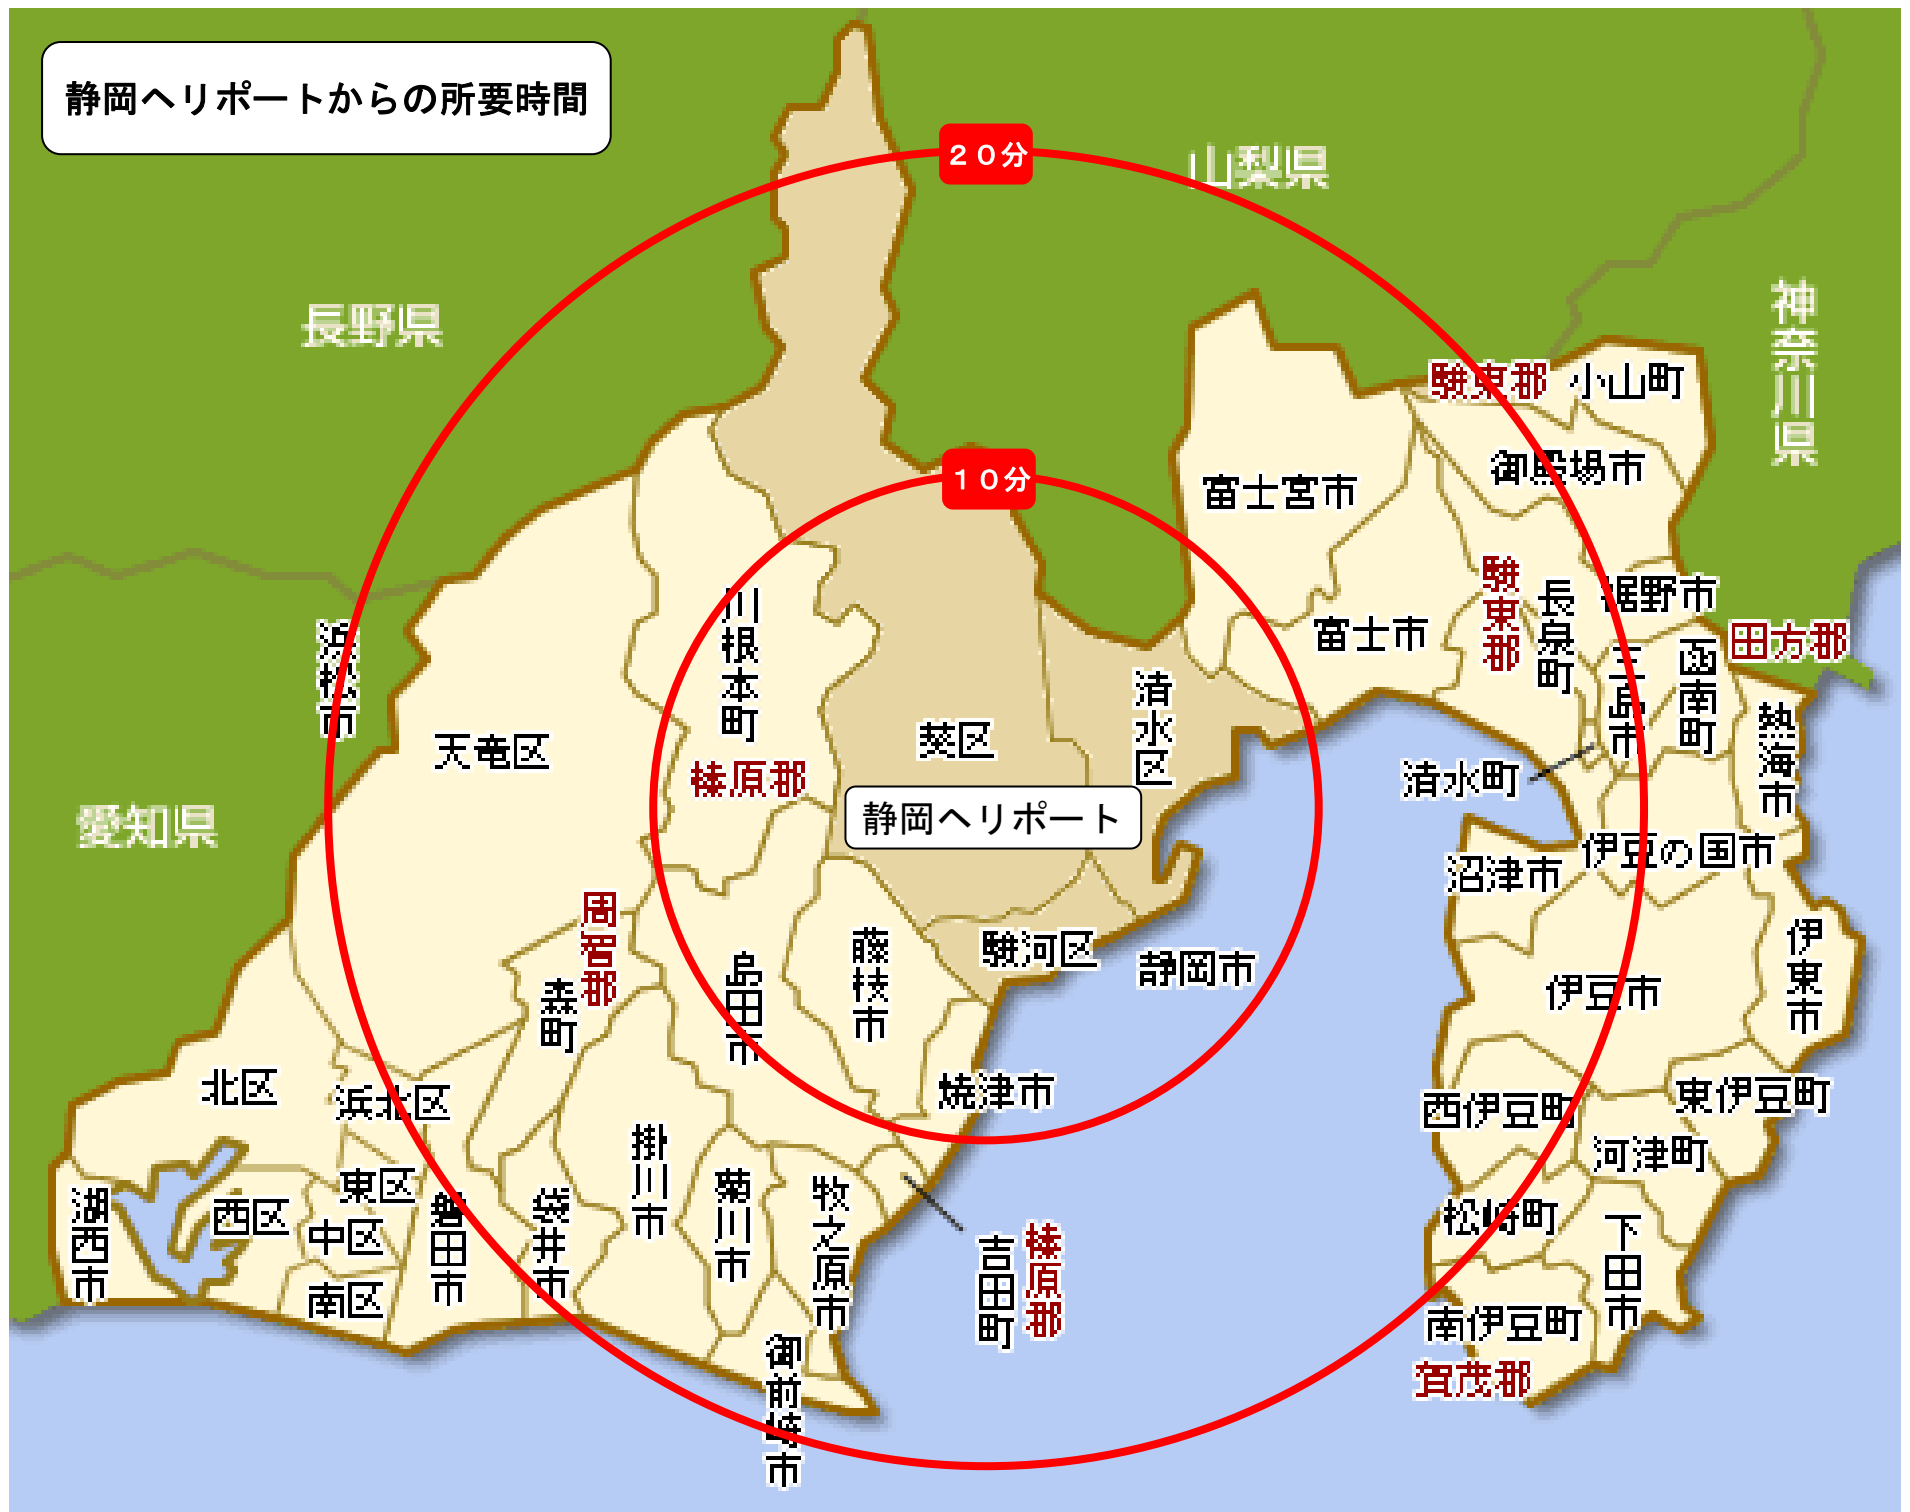 静岡ヘリポートからの所要時間
２０分
山梨県
長野県
神奈川県
駿東郡
小山町
１０分
富士宮市
御殿場市
川根本町
浜松市
富士市
駿東郡
長泉町
裾野市
三島市
函南町
田方郡
清水区
天竜区
葵区
榛原郡
清水町
熱海市
静岡ヘリポート
愛知県
沼津市
伊豆の国市
周智郡
森町
島田市
藤枝市
駿河区
静岡市
伊豆市
伊東市
北区
浜北区
焼津市
西伊豆町
東伊豆町
河津町
湖西市
西区
東区
中区
南区
磐田市
袋井市
掛川市
菊川市
牧之原市
吉田町
榛原郡
松崎町
下田市
南伊豆町
賀茂郡
御前崎市